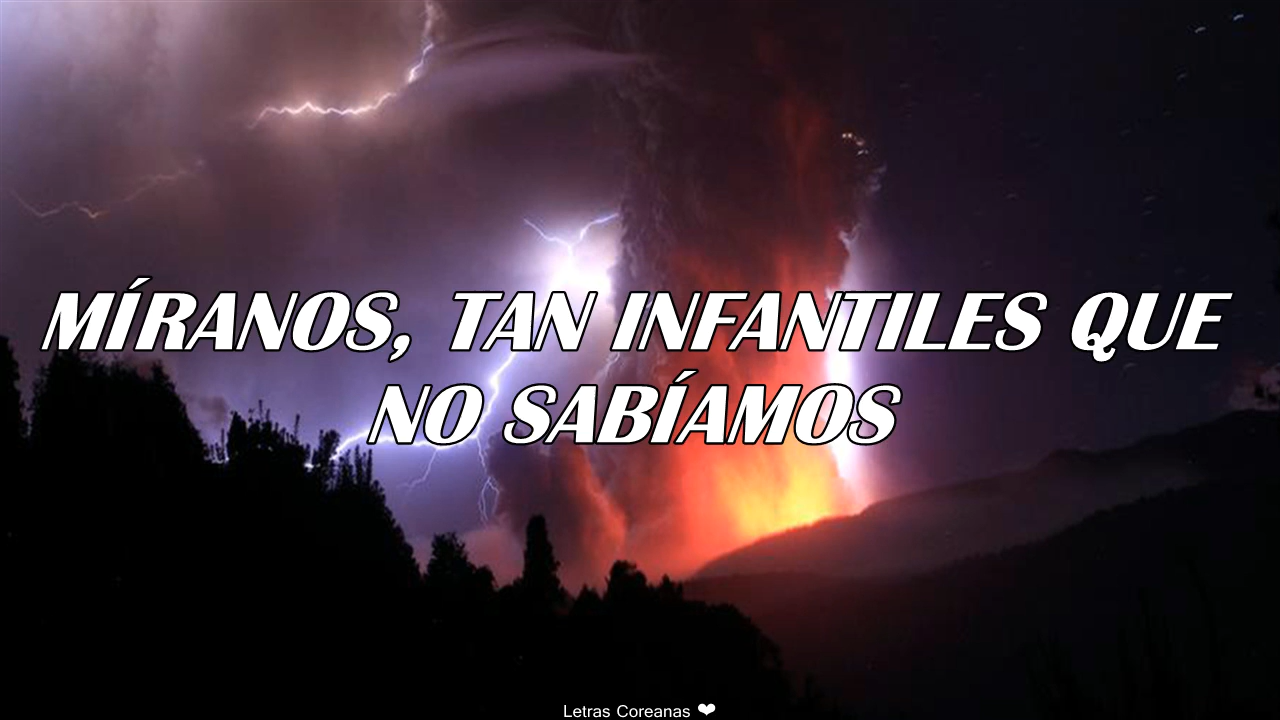 MÍRANOS, TAN INFANTILES QUE
NO SABÍAMOS
Letras Coreanas ❤